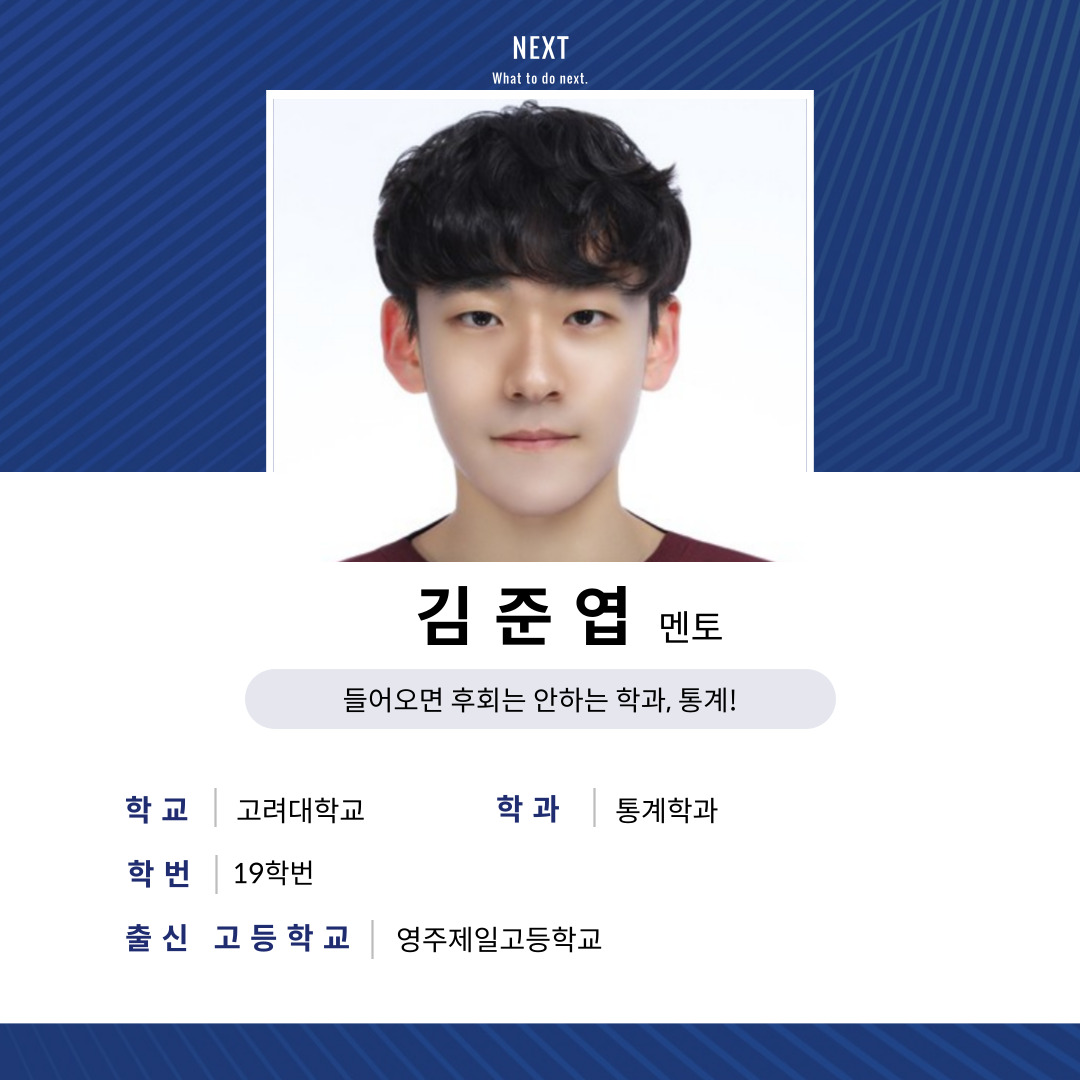 NEXT
What to do next.
김준엽 멘토
들어오면 후회는 안하는 학과, 통계!
학교 고려대학교 학과 통계학과
학번 19학번
출신 고등학교 영주제일고등학교